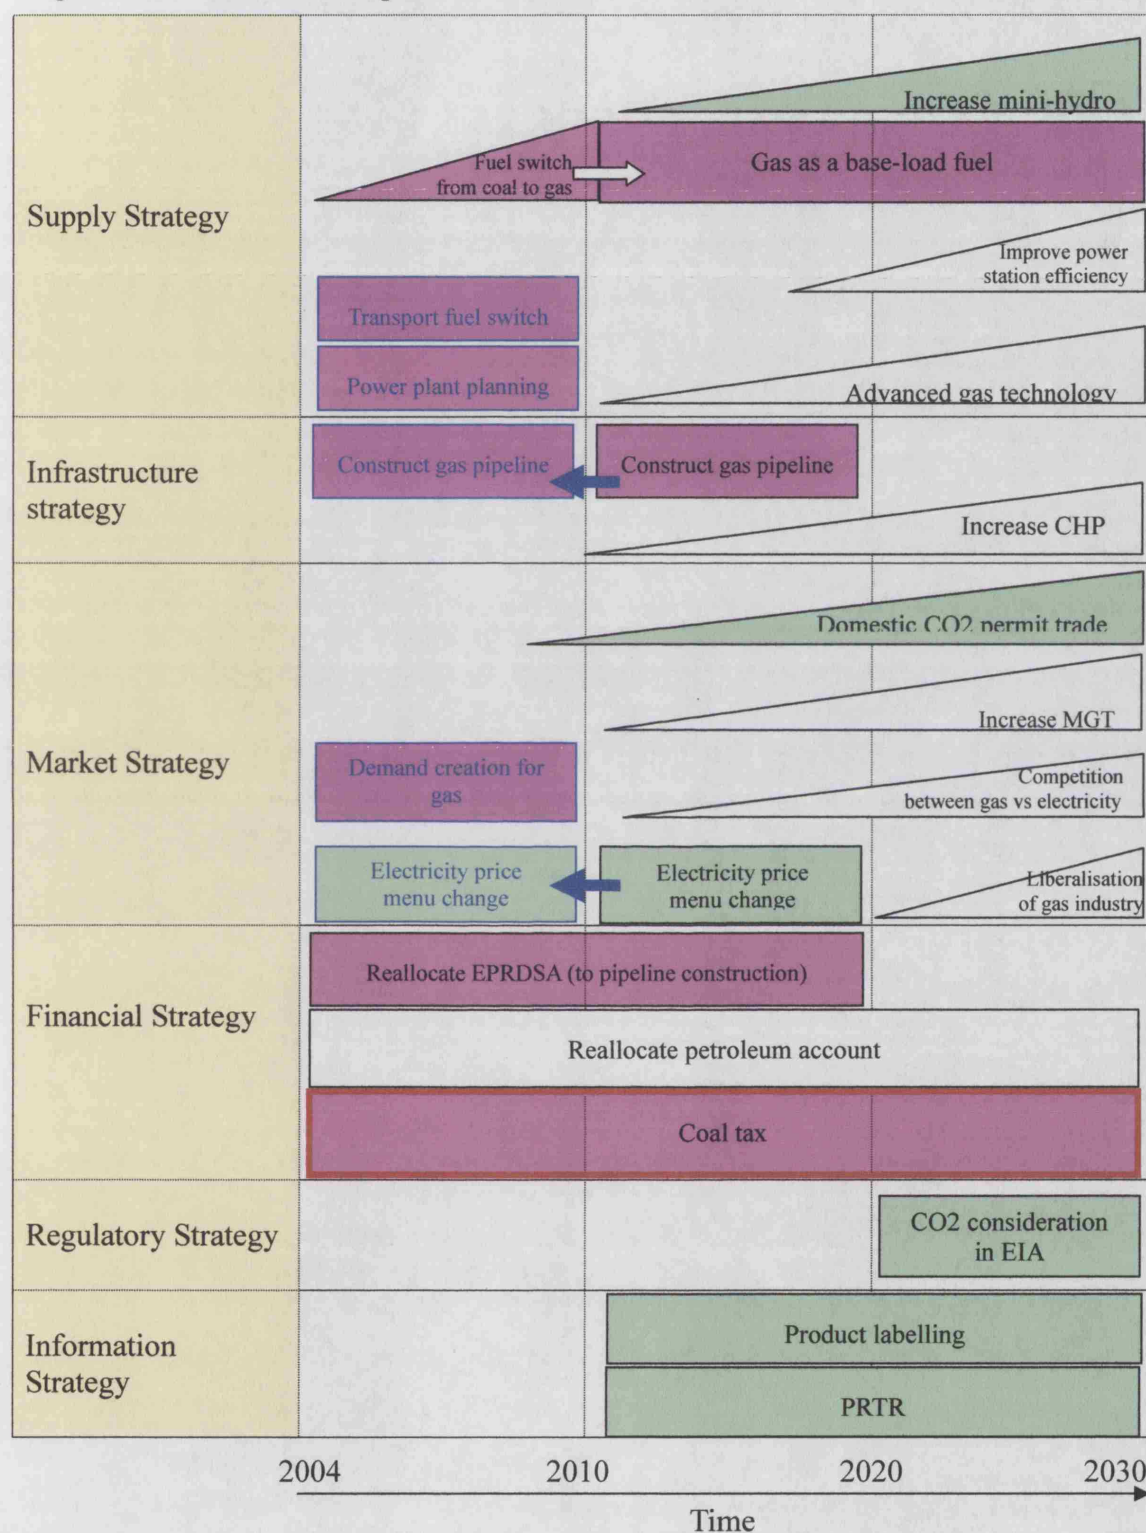 Increase mini-hydro
Fuel switch
from coal to gas
Gas as a base-load fuel
Supply Strategy
Improve power
station efficiency
Transport fuel switch
Power plant planning
Advanced gas technology
Infrastructure
strategy
Construct gas pipeline
Construct gas pipeline
Increase CHP
Domestic CO2 permit trade
Increase MGT
Market Strategy
Demand creation for
gas
Competition
between gas vs electricity
Electricity price
menu change
Electricity price
menu change
Liberalisation
of gas industry
Reallocate EPRDSA (to pipeline construction)
Financial Strategy
Reallocate petroleum account
Coal tax
Regulatory Strategy
CO2 consideration
in EIA
Information
Strategy
Product labelling
PRTR
2004
2010
2020
2030
Time